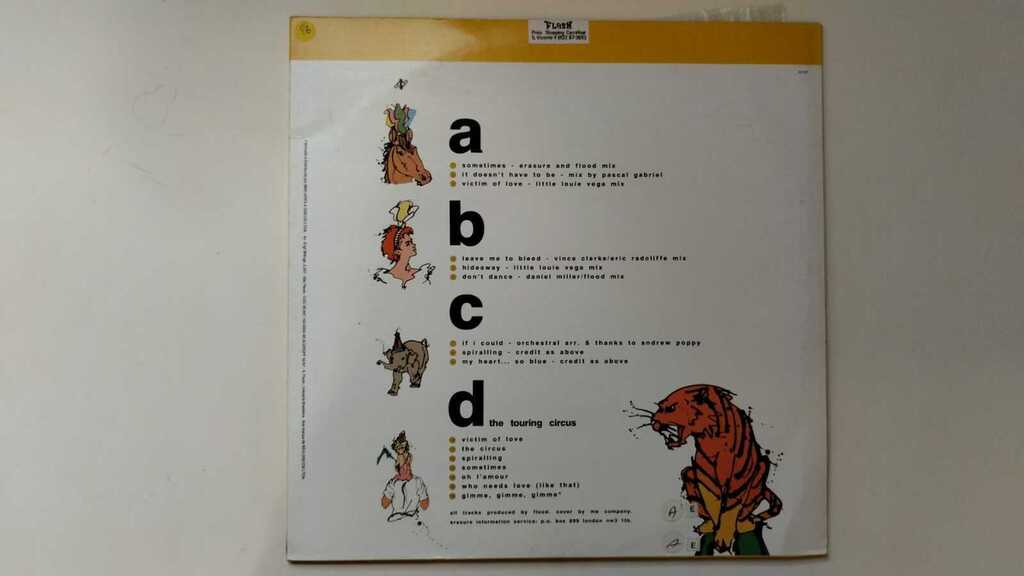 FLASH
a
sometimes - erasure and flood mix
it doesn't have to be - mix by pascal gabriel
victim of love - little louie vega mix
b
leave me to bleed - vince clarke/eric radcliffe mix
hideaway - little louie vega mix
don't dance - daniel miller/flood mix
c
if i could - orchestral arr. & thanks to andrew poppy
spiralling - credit as above
my heart... so blue - credit as above
d the touring circus
victim of love
the circus
spiralling
sometimes
oh l'amour
who needs love (like that)
gimme, gimme, gimme*
all tracks produced by flood. cover by me company.
erasure information service: p.o. box london nw3
A E
A E